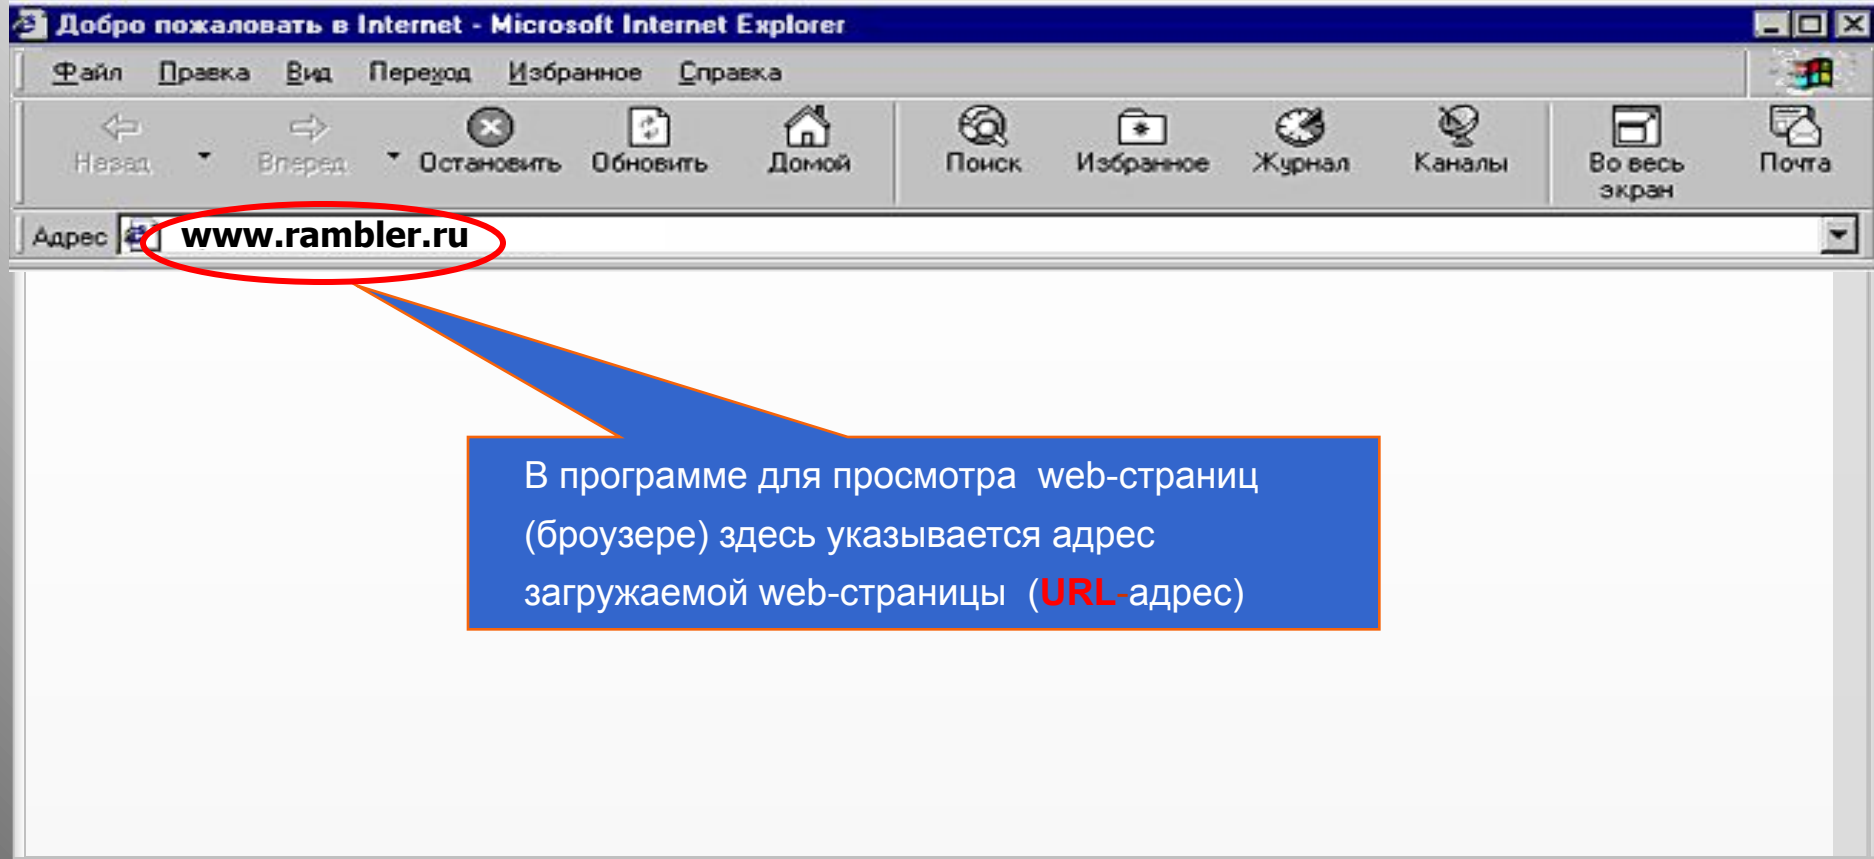 Добро пожаловать в Internet - Microsoft Internet Explorer
Файл Правка Вид Переход Избранное Справка
Назад Вперед Остановить Обновить Домой Поиск Избранное Журнал Каналы Во весь экран Почта
Адрес www.rambler.ru
В программе для просмотра web-страниц
(броузере) здесь указывается адрес
загружаемой web-страницы (URL-адрес)